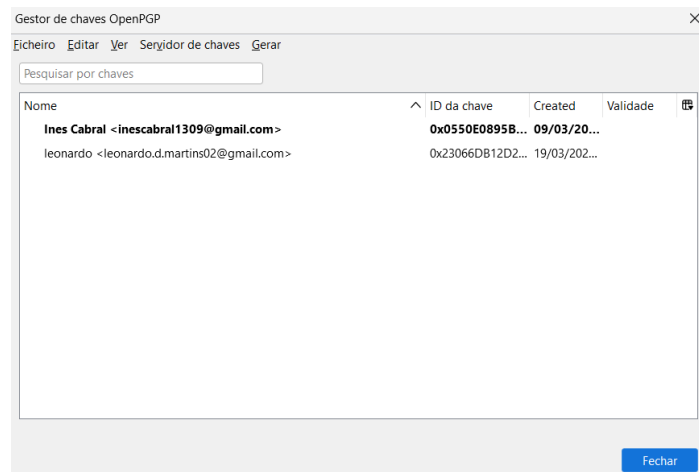 Gestor de chaves OpenPGP
Ficheiro Editar Ver Servidor de chaves Gerar
Pesquisar por chaves
Nome ID da chave Created Validade
Ines Cabral <inescabral1309@gmail.com> 0x0550E0895B... 09/03/20...
leonardo <leonardo.d.martins02@gmail.com> 0x23066DB12D2... 19/03/202...
Fechar